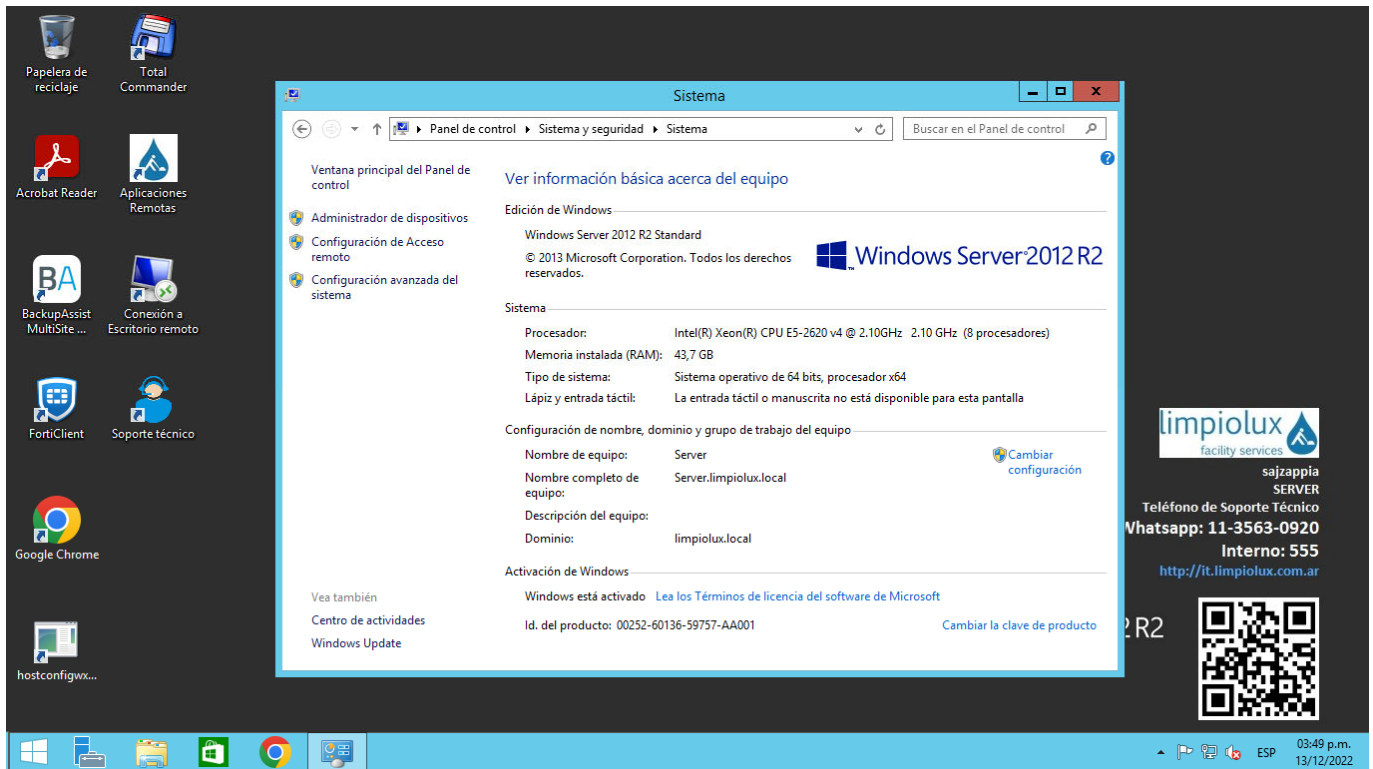 Papelera de
reciclaje
Total
Commander
Acrobat Reader
Aplicaciones
Remotas
BackupAssist
MultiSite ...
Conexión a
Escritorio remoto
FortiClient
Soporte técnico
Google Chrome
hostconfigwx...
BA
Sistema
Panel de control
Sistema y seguridad
Sistema
Buscar en el Panel de control
Ventana principal del Panel de
control
Administrador de dispositivos
Configuración de Acceso
remoto
Configuración avanzada del
sistema
Vea también
Centro de actividades
Windows Update
Ver información básica acerca del equipo
Edición de Windows
Windows Server 2012 R2 Standard
© 2013 Microsoft Corporation. Todos los derechos
reservados.
Windows Server 2012 R2
Sistema
Procesador: Intel(R) Xeon(R) CPU E5-2620 v4 @ 2.10GHz 2.10 GHz (8 procesadores)
Memoria instalada (RAM): 43,7 GB
Tipo de sistema: Sistema operativo de 64 bits, procesador x64
Lápiz y entrada táctil: La entrada táctil o manuscrita no está disponible para esta pantalla
Configuración de nombre, dominio y grupo de trabajo del equipo
Nombre de equipo: Server
Cambiar
configuración
Nombre completo de
equipo:
Server.limpiolux.local
Descripción del equipo:
Dominio: limpiolux.local
Activación de Windows
Windows está activado Lea los Términos de licencia del software de Microsoft
Id. del producto: 00252-60136-59757-AA001
Cambiar la clave de producto
limpiolux
facility services
sajzappia
SERVER
Teléfono de Soporte Técnico
Whatsapp: 11-3563-0920
Interno: 555
http://it.limpiolux.com.ar
2 R2
ESP
03:49 p.m.
13/12/2022